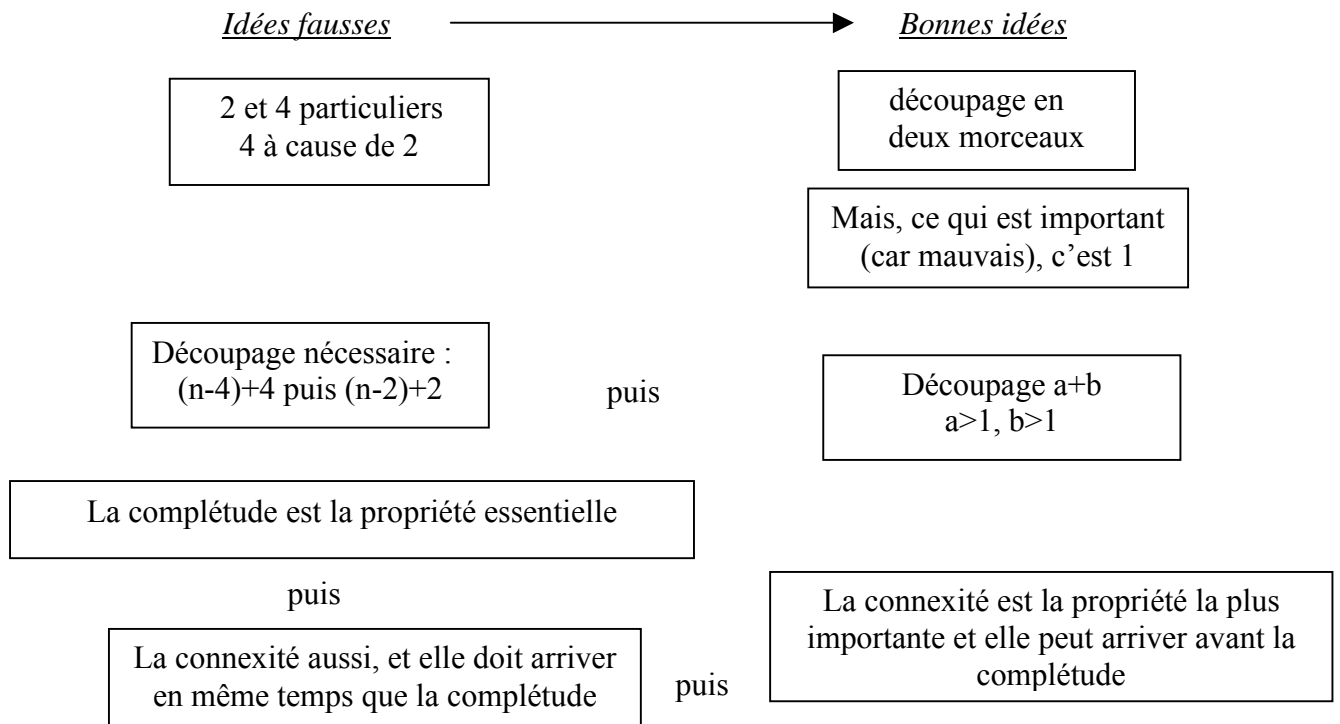 Idées fausses
Bonnes idées
2 et 4 particuliers
4 à cause de 2
découpage en
deux morceaux
Mais, ce qui est important
(car mauvais), c’est 1
Découpage nécessaire :
(n-4)+4 puis (n-2)+2
puis
Découpage a+b
a>1, b>1
La complétude est la propriété essentielle
puis
La connexité aussi, et elle doit arriver
en même temps que la complétude
puis
La connexité est la propriété la plus
importante et elle peut arriver avant la
complétude